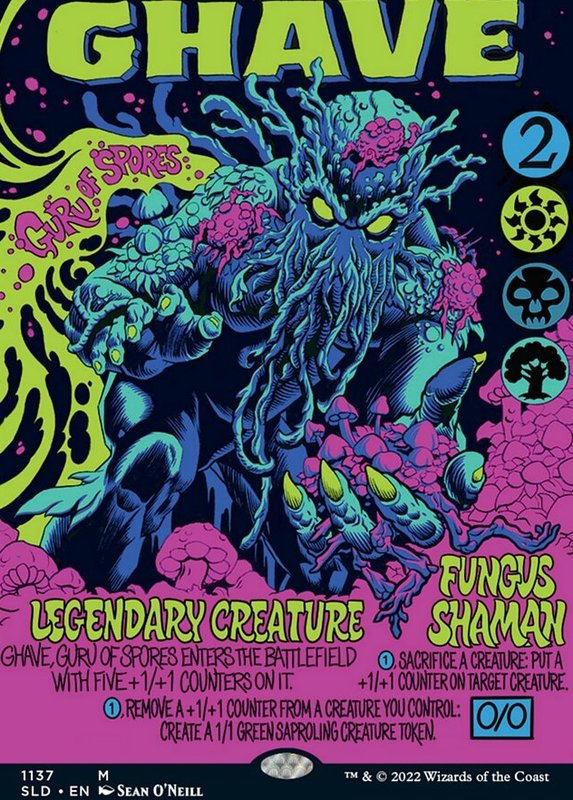 GHAVE
GURU OF SPORES
2
LEGENDARY CREATURE
FUNGUS
SHAMAN
GHAVE, GURU OF SPORES ENTERS THE BATTLEFIELD
WITH FIVE +1/+1 COUNTERS ON IT.
1, SACRIFICE A CREATURE: PUT A
+1/+1 COUNTER ON TARGET CREATURE.
1, REMOVE A +1/+1 COUNTER FROM A CREATURE YOU CONTROL:
CREATE A 1/1 GREEN SAPROLING CREATURE TOKEN.
0/0
1137 M
SLD • EN SEAN O'NEILL
™ & © 2022 Wizards of the Coast